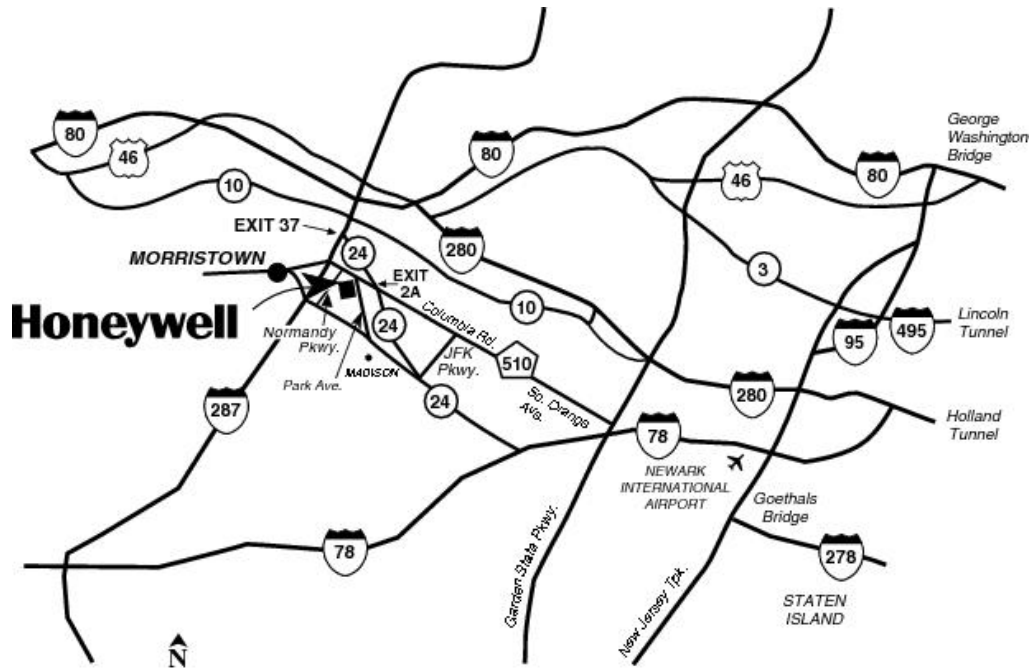 80
46
10
EXIT 37
MORRISTOWN
24
EXIT
2A
Honeywell
Normandy
Pkwy.
Park Ave.
MADISON
24
Columbia Rd.
JFK
Pkwy.
24
510
So. Orange
Ave.
287
78
N
80
280
10
46
80
George
Washington
Bridge
3
95
495
Lincoln
Tunnel
280
Holland
Tunnel
78
NEWARK
INTERNATIONAL
AIRPORT
Goethals
Bridge
278
STATEN
ISLAND
Garden State Pkwy.
New Jersey Tpk.